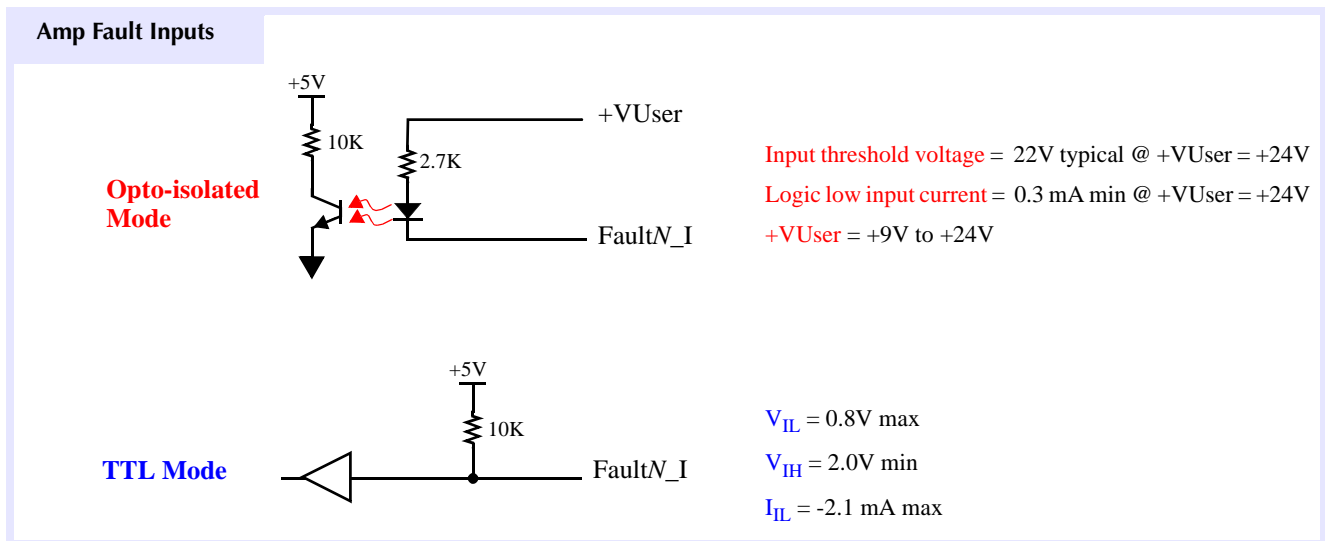 Amp Fault Inputs
+5V
10K
+VUser
2.7K
Opto-isolated
Mode
FaultN_I
Input threshold voltage = 22V typical @ +VUser = +24V
Logic low input current = 0.3 mA min @ +VUser = +24V
+VUser = +9V to +24V
+5V
10K
TTL Mode
FaultN_I
VIL = 0.8V max
VIH = 2.0V min
IIL = -2.1 mA max